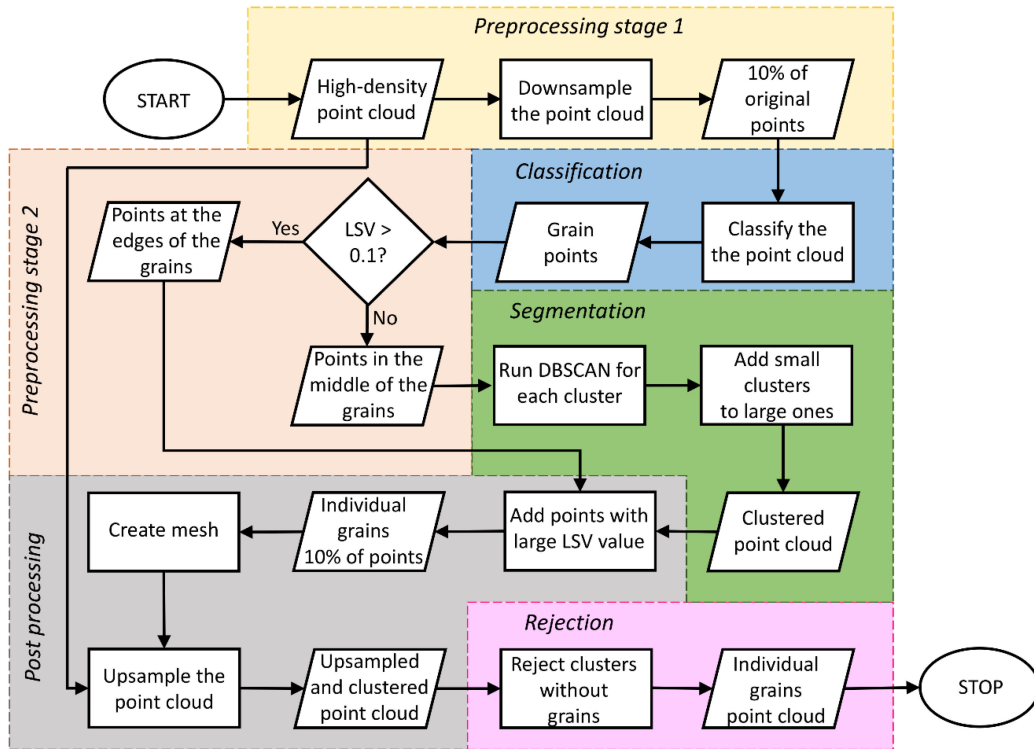 Preprocessing stage 1
START
High-density
point cloud
Downsample
the point cloud
10% of
original
points
Preprocessing stage 2
Points at the
edges of the
grains
Yes
LSV >
0.1?
No
Points in the
middle of the
grains
Classification
Grain
points
Classify the
the point cloud
Segmentation
Run DBSCAN for
each cluster
Add small
clusters
to large ones
Clustered
point cloud
Post processing
Create mesh
Individual
grains
10% of points
Add points with
large LSV value
Upsample the
point cloud
Upsampled
and clustered
point cloud
Rejection
Reject clusters
without
grains
Individual
grains
point cloud
STOP